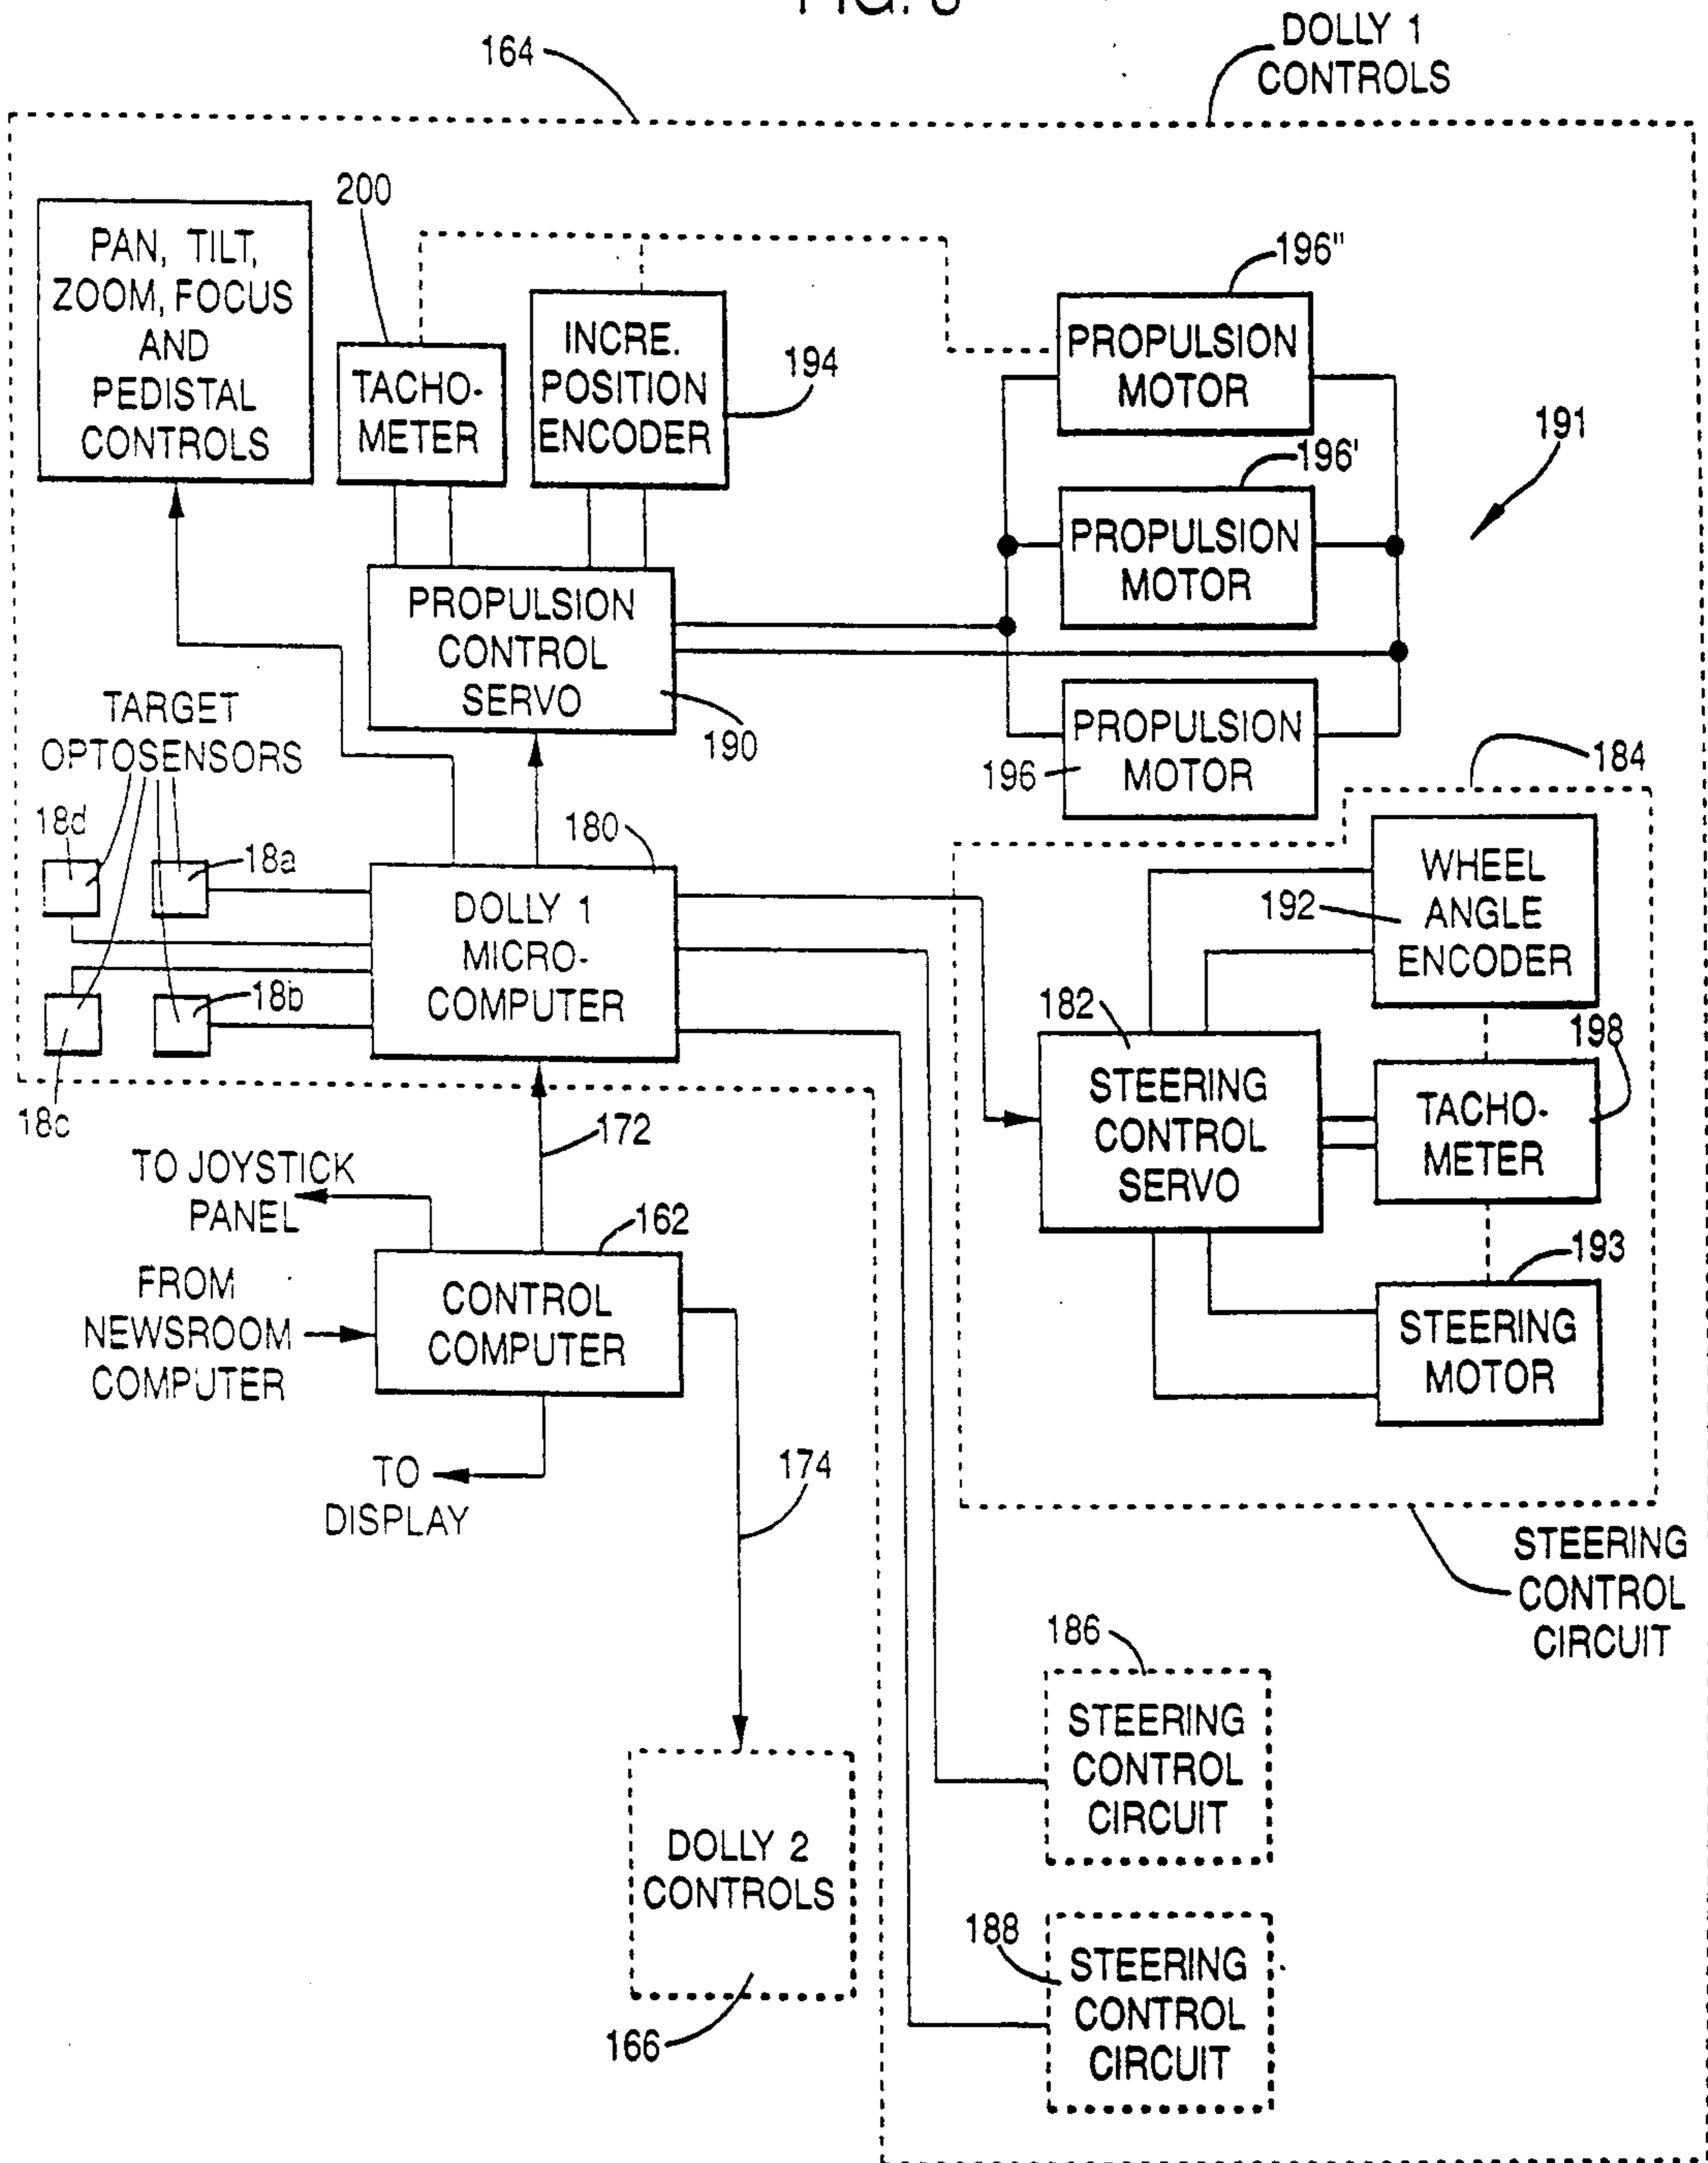 DOLLY 1
CONTROLS
164
200
PAN, TILT,
ZOOM, FOCUS
AND
PEDISTAL
CONTROLS
TACHO-
METER
INCRE.
POSITION
ENCODER
194
196"
PROPULSION
MOTOR
191
196'
PROPULSION
MOTOR
PROPULSION
CONTROL
SERVO
190
196
PROPULSION
MOTOR
184
TARGET
OPTOSENSORS
18d
18a
18b
18c
180
DOLLY 1
MICRO-
COMPUTER
192
WHEEL
ANGLE
ENCODER
182
STEERING
CONTROL
SERVO
198
TACHO-
METER
193
STEERING
MOTOR
172
TO JOYSTICK
PANEL
162
FROM
NEWSROOM
COMPUTER
CONTROL
COMPUTER
TO
DISPLAY
174
STEERING
CONTROL
CIRCUIT
186
STEERING
CONTROL
CIRCUIT
DOLLY 2
CONTROLS
166
188
STEERING
CONTROL
CIRCUIT